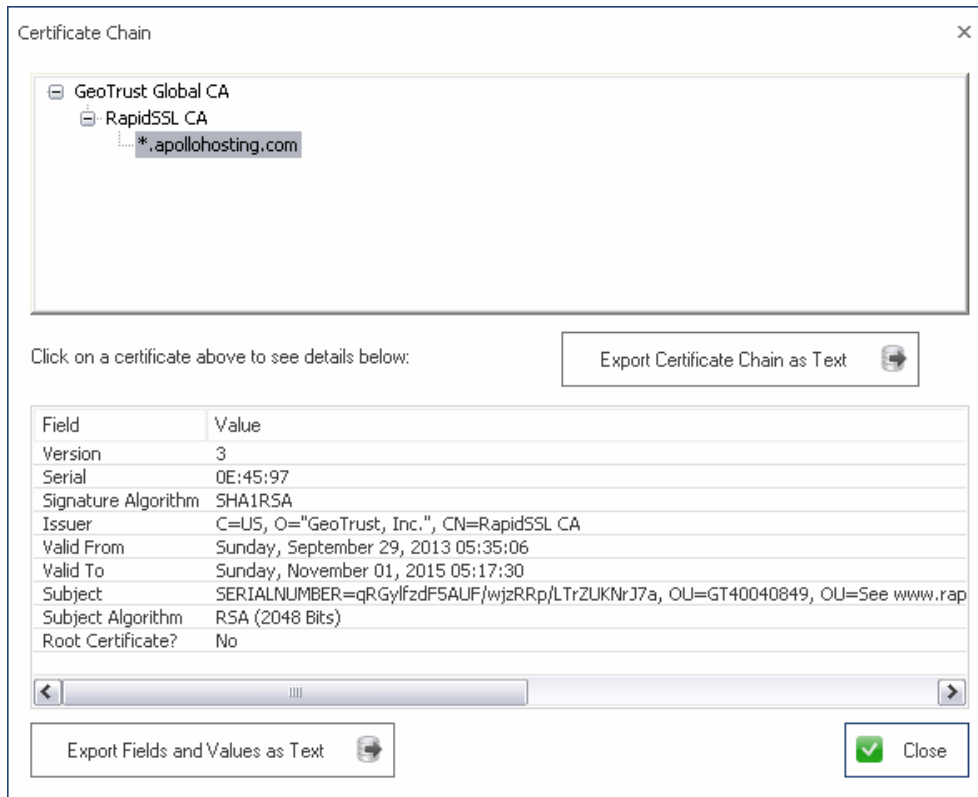 Certificate Chain
GeoTrust Global CA
RapidSSL CA
*.apollohosting.com
Click on a certificate above to see details below:
Export Certificate Chain as Text
Field Value
Version 3
Serial 0E:45:97
Signature Algorithm SHA1RSA
Issuer C=US, O="GeoTrust, Inc.", CN=RapidSSL CA
Valid From Sunday, September 29, 2013 05:35:06
Valid To Sunday, November 01, 2015 05:17:30
Subject SERIALNUMBER=qRGylfzdF5AUF/wjzRRp/LTrZUKNrJ7a, OU=GT40040849, OU=See www.rap
Subject Algorithm RSA (2048 Bits)
Root Certificate? No
Export Fields and Values as Text
Close